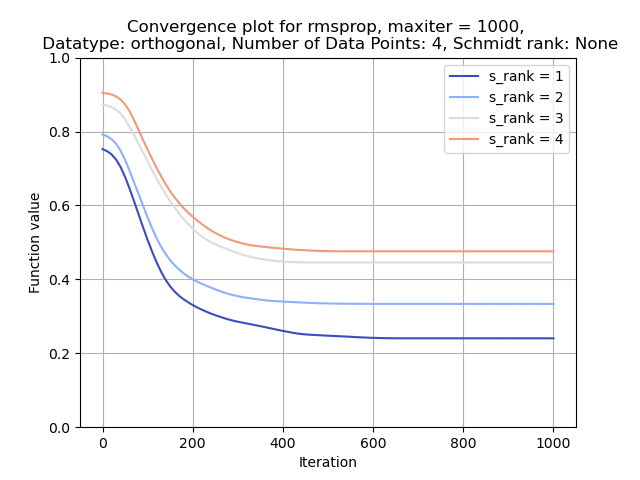 Convergence plot for rmsprop, maxiter = 1000,
Datatype: orthogonal, Number of Data Points: 4, Schmidt rank: None
1.0
0.8
0.6
0.4
0.2
0.0
Function value
s_rank = 1
s_rank = 2
s_rank = 3
s_rank = 4
0 200 400 600 800 1000
Iteration